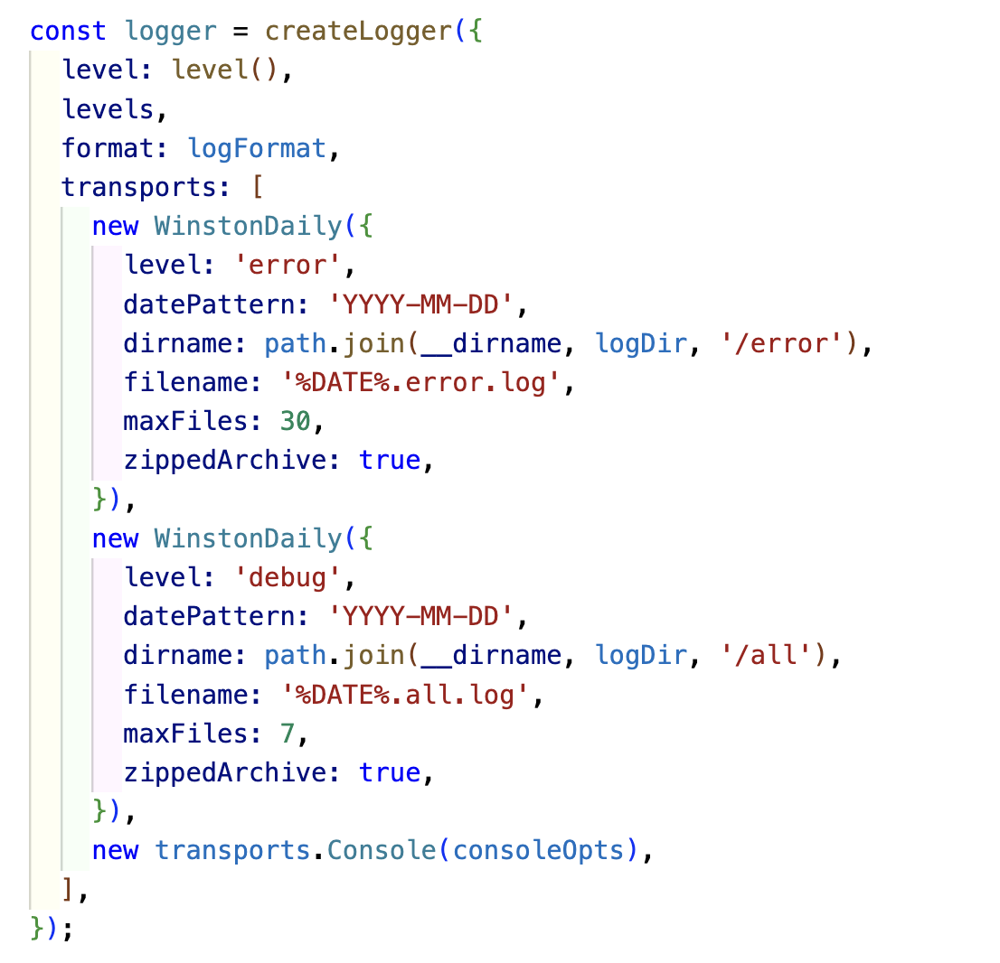 const logger = createLogger({
  level: level(),
  levels,
  format: logFormat,
  transports: [
    new WinstonDaily({
      level: 'error',
      datePattern: 'YYYY-MM-DD',
      dirname: path.join(__dirname, logDir, '/error'),
      filename: '%DATE%.error.log',
      maxFiles: 30,
      zippedArchive: true,
    }),
    new WinstonDaily({
      level: 'debug',
      datePattern: 'YYYY-MM-DD',
      dirname: path.join(__dirname, logDir, '/all'),
      filename: '%DATE%.all.log',
      maxFiles: 7,
      zippedArchive: true,
    }),
    new transports.Console(consoleOpts),
  ],
});